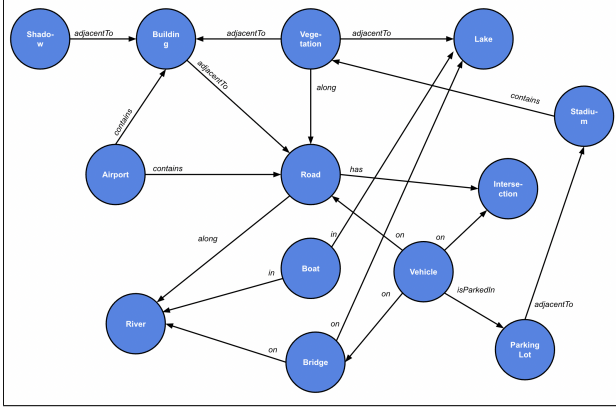 Shado-
w
adjacentTo
Buildin
g
adjacentTo
Vege-
tation
adjacentTo
Lake
adjacentTo
along
contains
Stadiu-
m
contains
Airport
contains
Road
has
Interse-
ction
along
in
on
on
Boat
Vehicle
in
on
isParkedIn
River
on
on
Bridge
adjacentTo
Parking
Lot